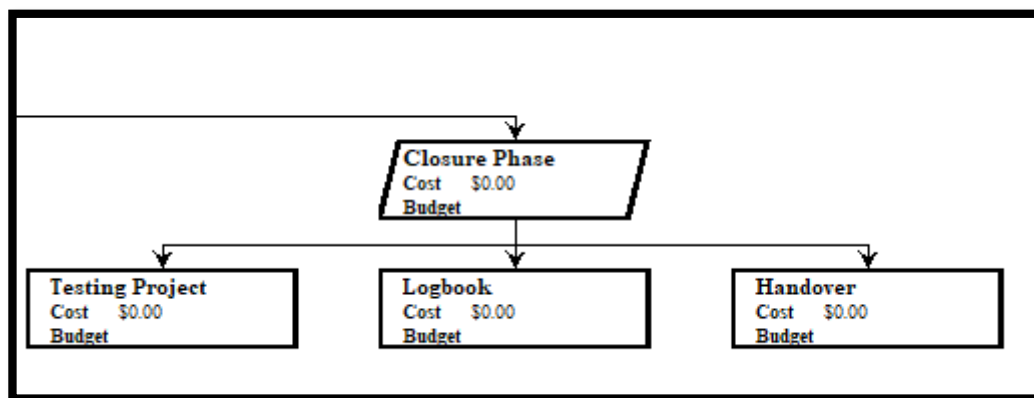 Closure Phase
Cost $0.00
Budget
Testing Project
Cost $0.00
Budget
Logbook
Cost $0.00
Budget
Handover
Cost $0.00
Budget